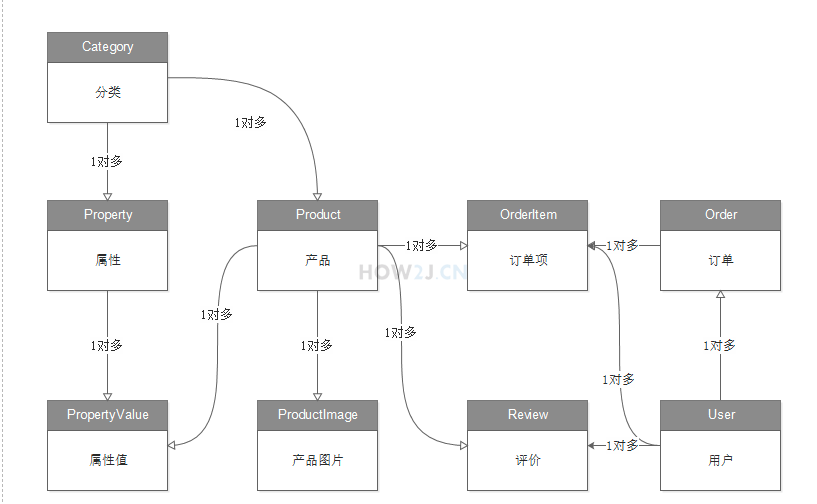 Category
分类
1对多
1对多
Property
属性
Product
产品
OrderItem
订单项
Order
订单
1对多
1对多
HOW2J.CN
1对多
1对多
1对多
1对多
1对多
1对多
PropertyValue
属性值
ProductImage
产品图片
Review
评价
User
用户
1对多